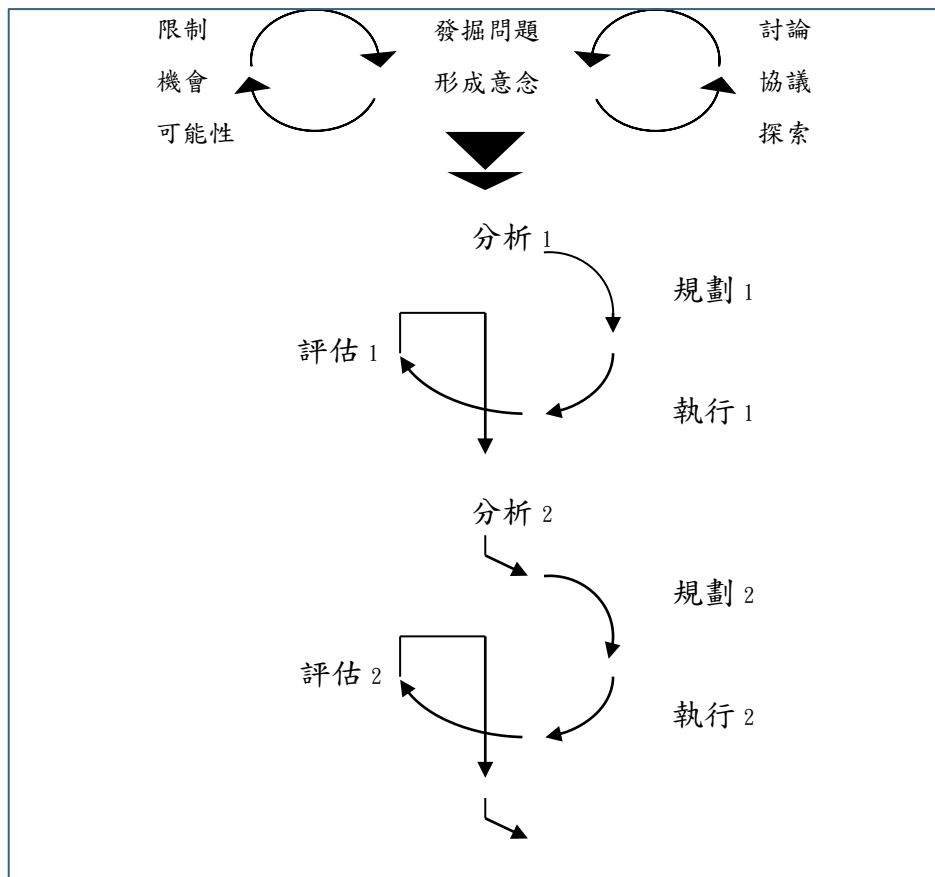 限制
發掘問題
討論
機會
形成意念
協議
可能性
探索
分析 1
規劃 1
評估 1
執行 1
分析 2
規劃 2
評估 2
執行 2